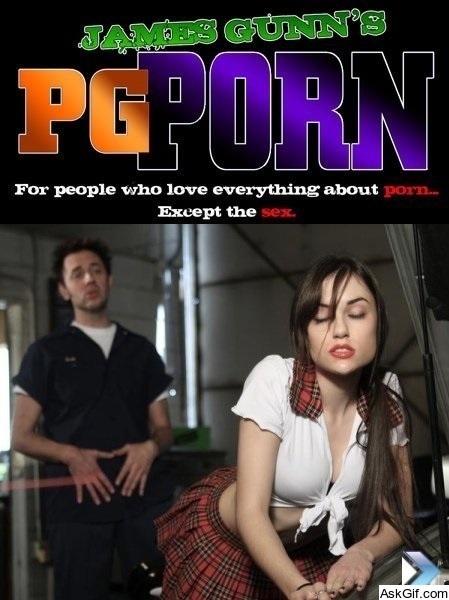 JAMES GUNN'S
PG PORN
For people who love everything about porn...
Except the sex.
AskGif.com